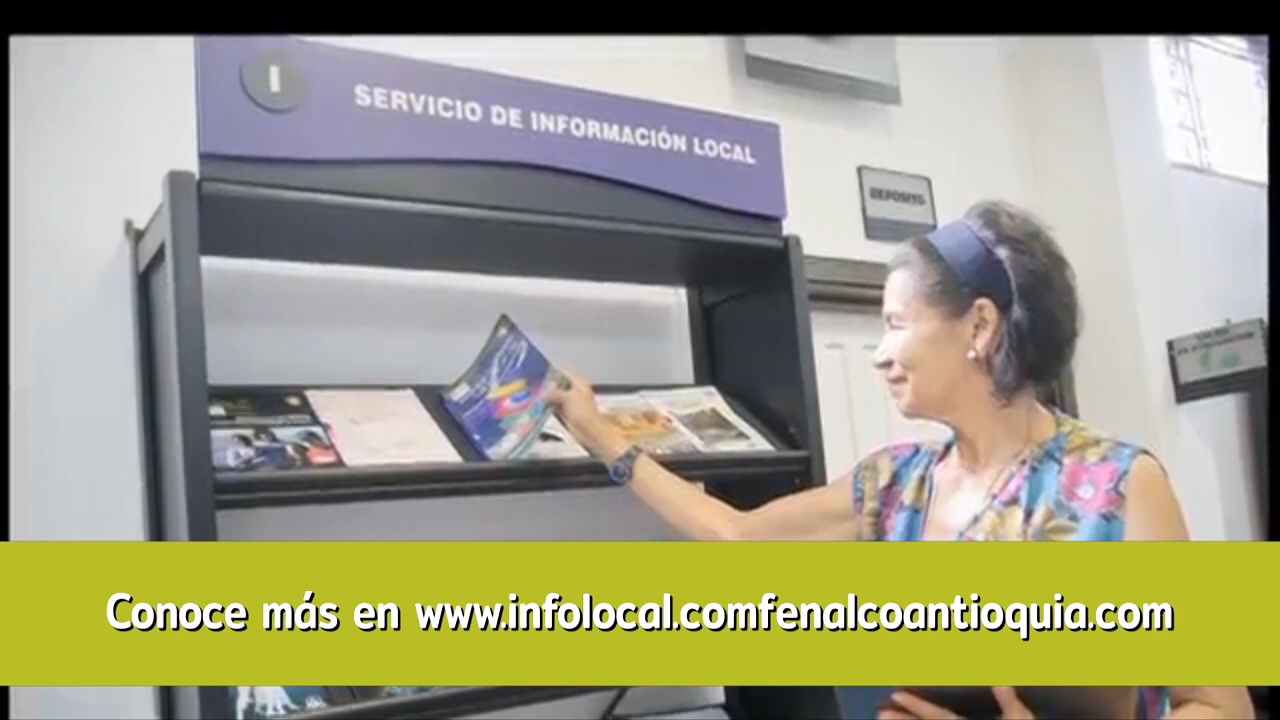 I
SERVICIO DE INFORMACIÓN LOCAL
DEPOSITO
Conoce más en www.infolocal.comfenalcoantioquia.com